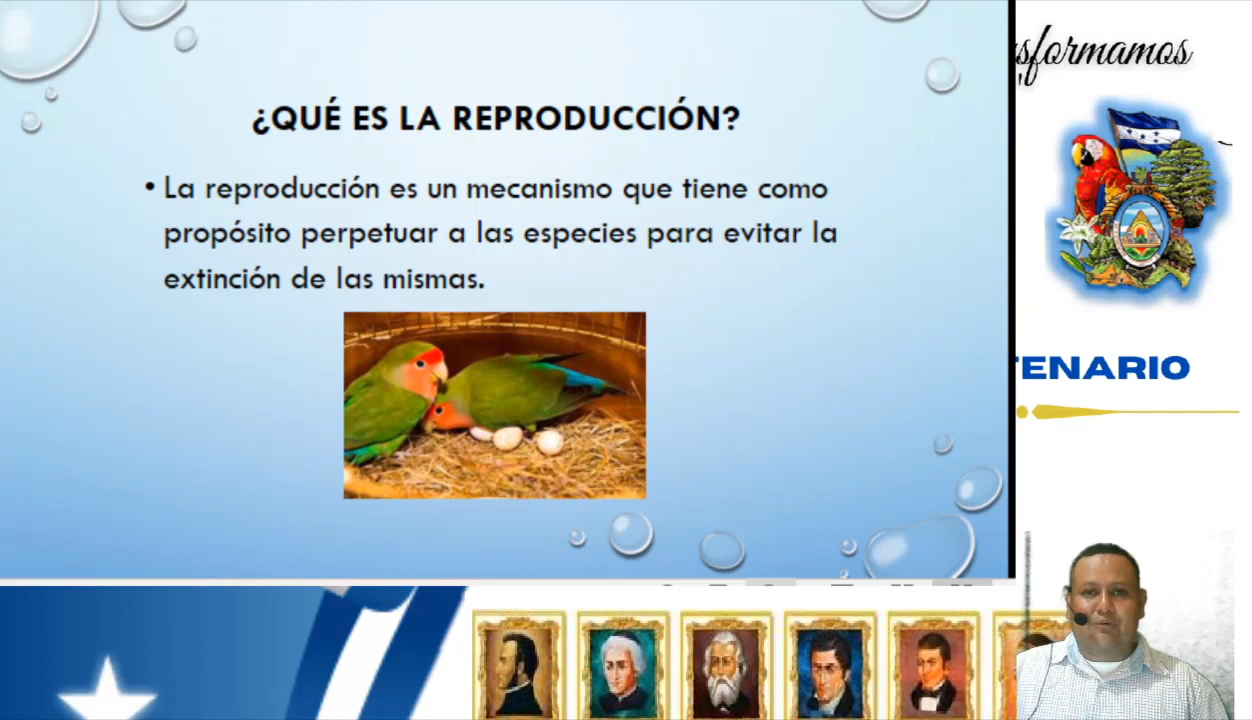 ¿QUÉ ES LA REPRODUCCIÓN?
• La reproducción es un mecanismo que tiene como
propósito perpetuar a las especies para evitar la
extinción de las mismas.
sformamos
TENARIO